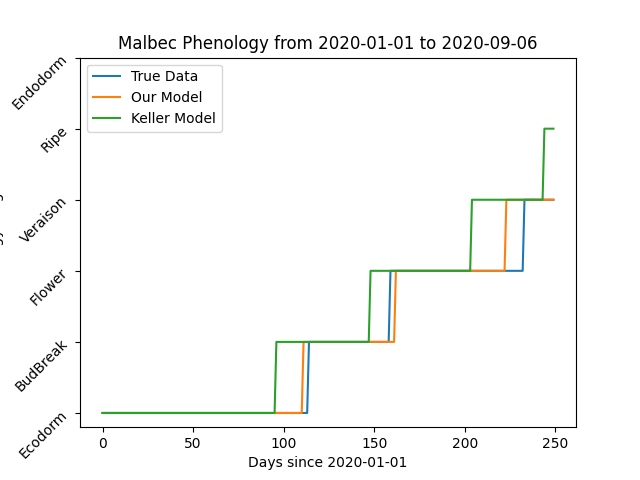 Malbec Phenology from 2020-01-01 to 2020-09-06
True Data
Our Model
Keller Model
Endodorm
Ripe
Veraison
Flower
BudBreak
Ecodorm
0 50 100 150 200 250
Days since 2020-01-01